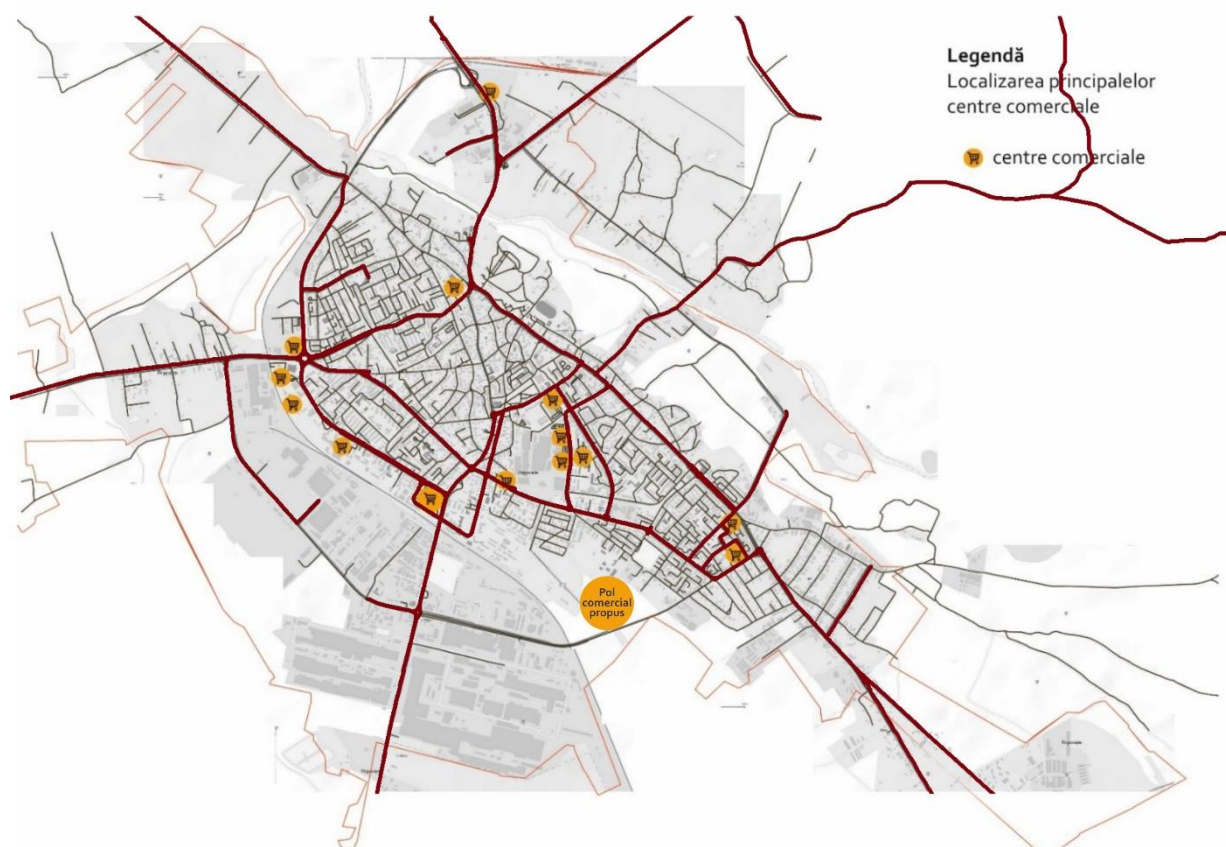 Legendă
Localizarea principalelor
centre comerciale
centre comerciale
Pol
comercial
propus